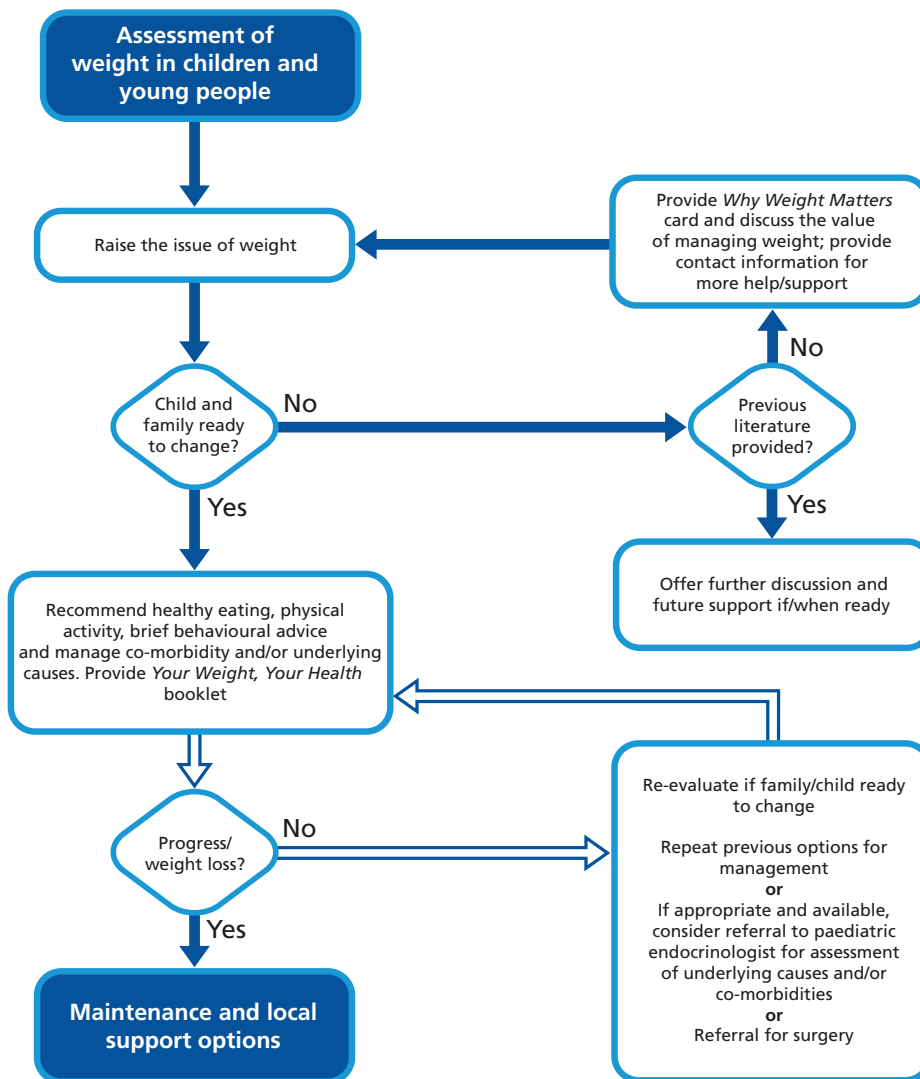 Assessment of
weight in children and
young people
Raise the issue of weight
Provide Why Weight Matters
card and discuss the value
of managing weight; provide
contact information for
more help/support
Child and
family ready
to change?
No
Previous
literature
provided?
No
Yes
Yes
Offer further discussion and
future support if/when ready
Recommend healthy eating, physical
activity, brief behavioural advice
and manage co-morbidity and/or underlying
causes. Provide Your Weight, Your Health
booklet
Progress/
weight loss?
No
Re-evaluate if family/child ready
to change
Repeat previous options for
management
or
If appropriate and available,
consider referral to paediatric
endocrinologist for assessment
of underlying causes and/or
co-morbidities
or
Referral for surgery
Yes
Maintenance and local
support options